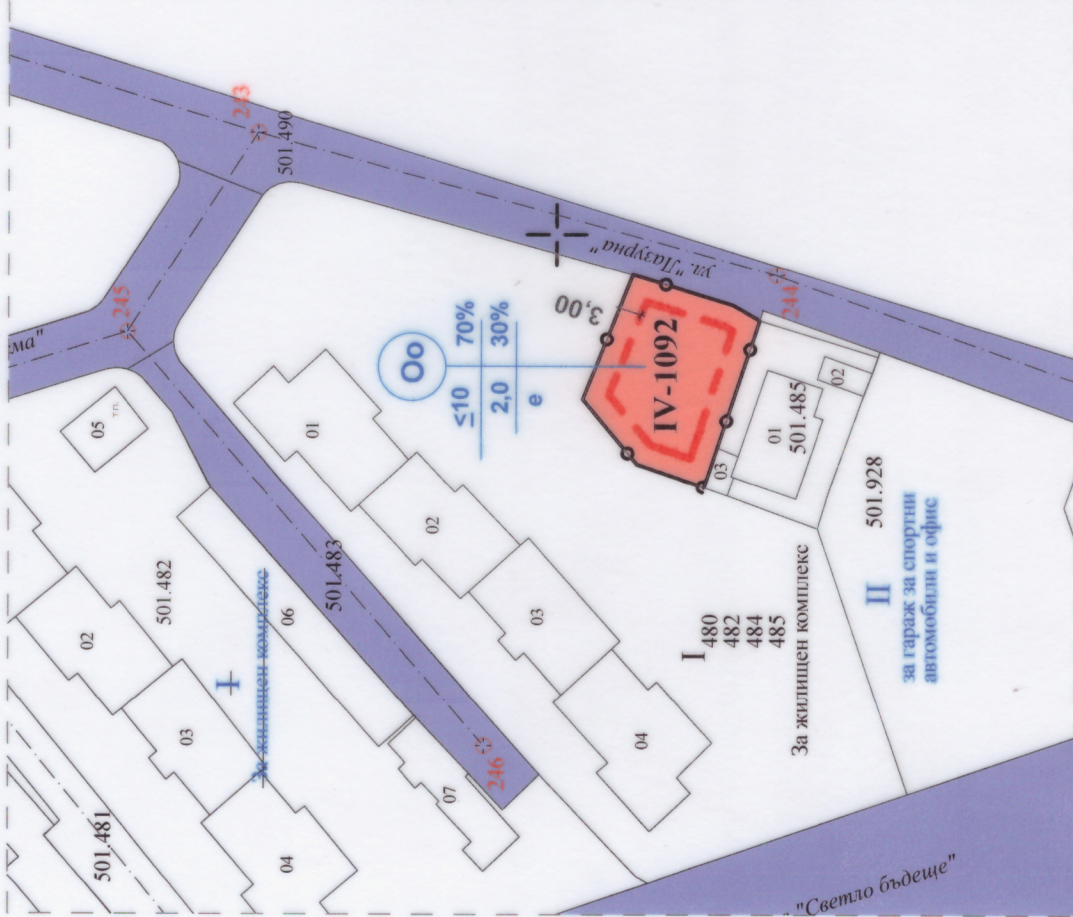 243
501.490
245
ма"
ул. "Лазурна"
244
3,00
IV-1092
Оо
≤10 70%
2,0 30%
е
05
т.п.
01
02
03
04
501.483
501.482
02
03
04
I
За жилищен комплекс
06
07
246
501.481
01
501.485
02
03
501.928
II
за гараж за спортни
автомобили и офис
I
480
482
484
485
За жилищен комплекс
"Светло бъдеще"